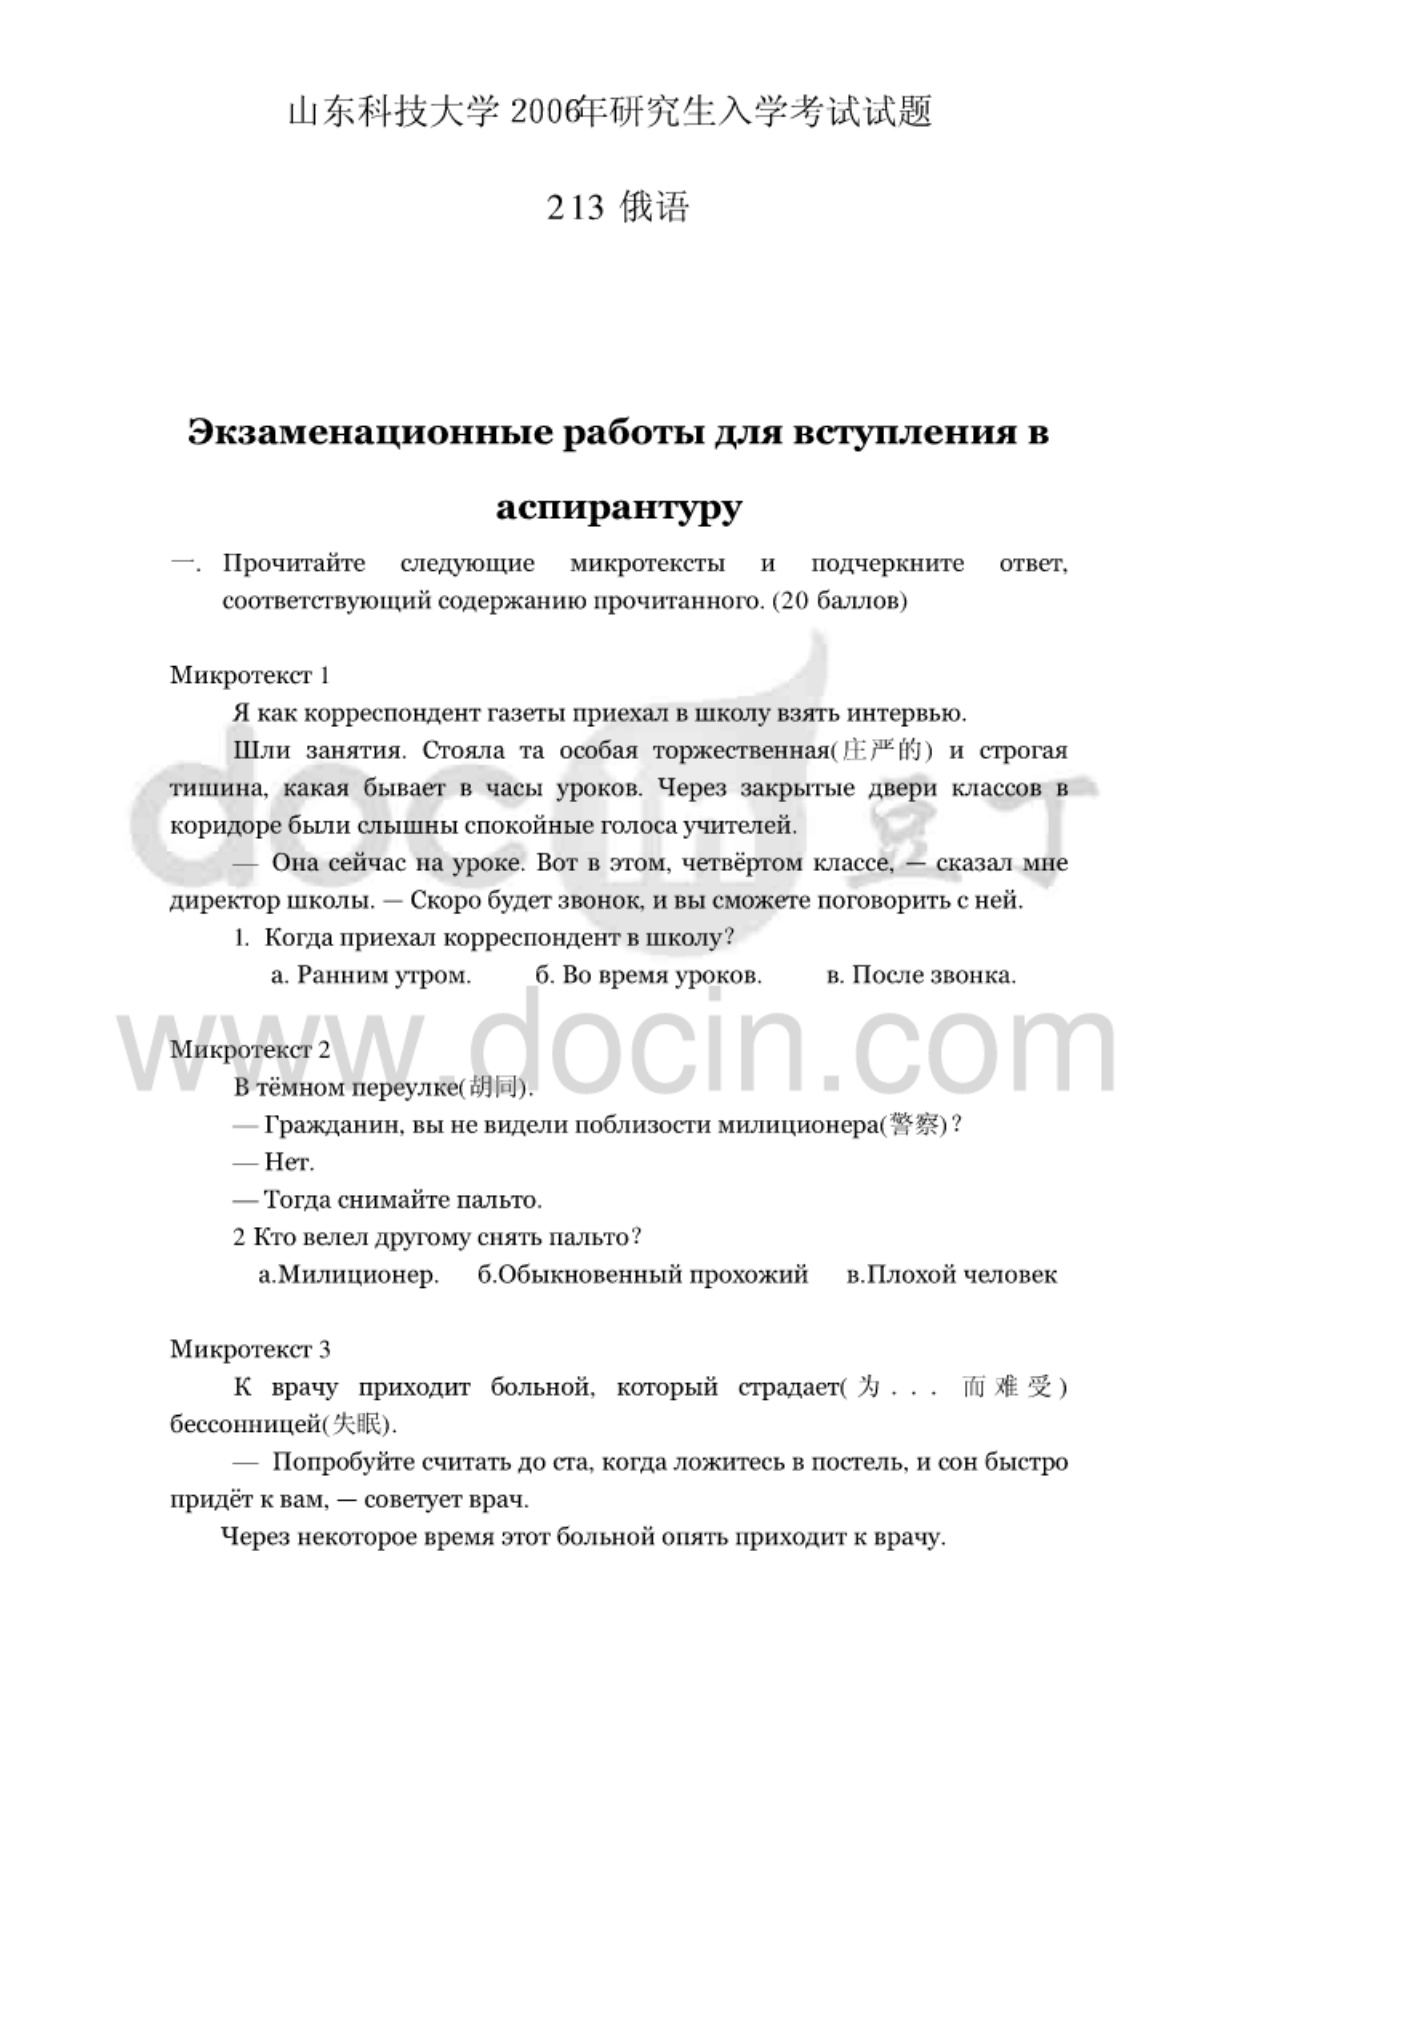 山东科技大学 2006年研究生入学考试试题
213 俄语
Экзаменационные работы для вступления в
аспирантуру
一. Прочитайте следующие микротексты и подчеркните ответ,
соответствующий содержанию прочитанного. (20 баллов)
Микротекст 1
Я как корреспондент газеты приехал в школу взять интервью.
Шли занятия. Стояла та особая торжественная(庄严的) и строгая
тишина, какая бывает в часы уроков. Через закрытые двери классов в
коридоре были слышны спокойные голоса учителей.
— Она сейчас на уроке. Вот в этом, четвёртом классе, — сказал мне
директор школы. — Скоро будет звонок, и вы сможете поговорить с ней.
1. Когда приехал корреспондент в школу?
а. Ранним утром. б. Во время уроков. в. После звонка.
Микротекст 2
В тёмном переулке(胡同).
— Гражданин, вы не видели поблизости милиционера(警察)?
— Нет.
— Тогда снимайте пальто.
2 Кто велел другому снять пальто?
а.Милиционер. б.Обыкновенный прохожий в.Плохой человек
Микротекст 3
К врачу приходит больной, который страдает(为... 而难受)
бессонницей(失眠).
— Попробуйте считать до ста, когда ложитесь в постель, и сон быстро
придёт к вам, — советует врач.
Через некоторое время этот больной опять приходит к врачу.
docin 豆丁
www.docin.com